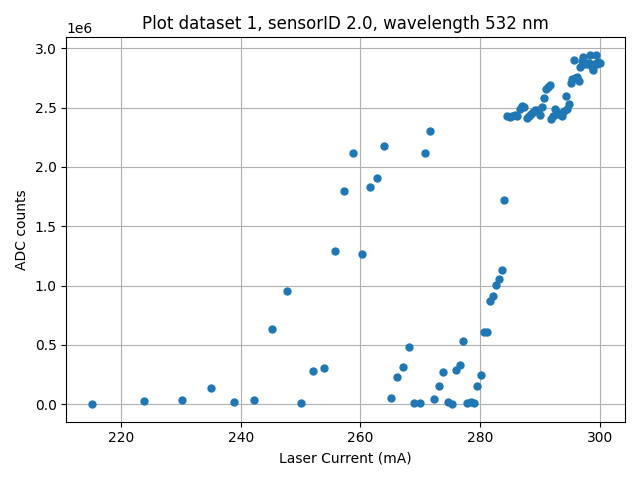 Plot dataset 1, sensorID 2.0, wavelength 532 nm
1e6
3.0
2.5
2.0
1.5
1.0
0.5
0.0
ADC counts
220 240 260 280 300
Laser Current (mA)